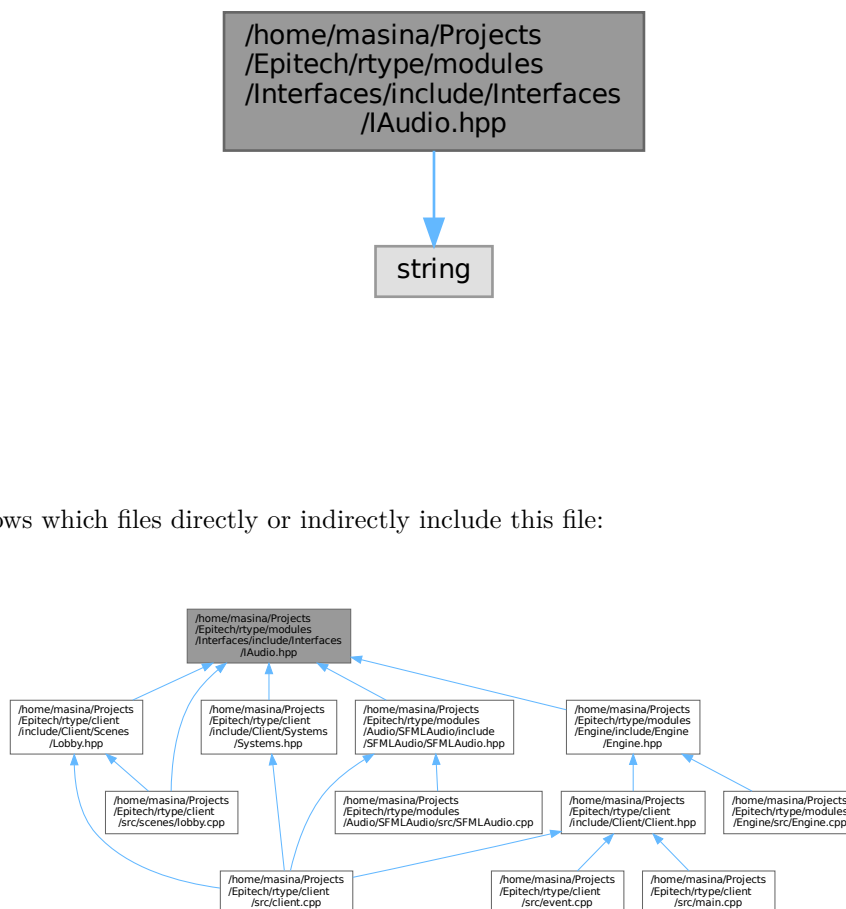 /home/masina/Projects
/Epitech/rtype/modules
/Interfaces/include/Interfaces
/IAudio.hpp
string
ows which files directly or indirectly include this file:
/home/masina/Projects
/Epitech/rtype/modules
/Interfaces/include/Interfaces
/IAudio.hpp
/home/masina/Projects
/Epitech/rtype/client
/include/Client/Scenes
/Lobby.hpp
/home/masina/Projects
/Epitech/rtype/client
/include/Client/Systems
/Systems.hpp
/home/masina/Projects
/Epitech/rtype/modules
/Audio/SFMLAudio/include
/SFMLAudio/SFMLAudio.hpp
/home/masina/Projects
/Epitech/rtype/modules
/Engine/include/Engine
/Engine.hpp
/home/masina/Projects
/Epitech/rtype/client
/src/scenes/lobby.cpp
/home/masina/Projects
/Epitech/rtype/modules
/Audio/SFMLAudio/src/SFMLAudio.cpp
/home/masina/Projects
/Epitech/rtype/client
/include/Client/Client.hpp
/home/masina/Projects
/Epitech/rtype/modules
/Engine/src/Engine.cpp
/home/masina/Projects
/Epitech/rtype/client
/src/client.cpp
/home/masina/Projects
/Epitech/rtype/client
/src/event.cpp
/home/masina/Projects
/Epitech/rtype/client
/src/main.cpp